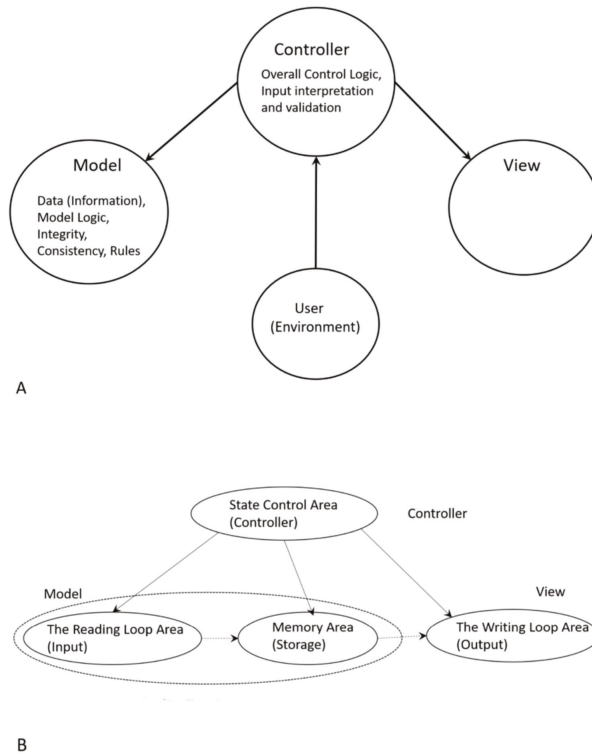 Controller
Overall Control Logic,
Input interpretation
and validation
Model
Data (Information),
Model Logic,
Integrity,
Consistency, Rules
View
User
(Environment)
A
State Control Area
(Controller)
Controller
Model
View
The Reading Loop Area
(Input)
Memory Area
(Storage)
The Writing Loop Area
(Output)
B